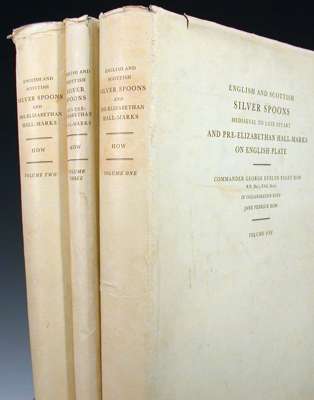 ENGLISH AND
SCOTTISH
SILVER SPOONS
AND
PRE-ELIZABETHAN
HALL-MARKS
HOW
VOLUME TWO
ENGLISH AND
SCOTTISH
SILVER
SPOONS
AND PRE-
ELIZABETHAN
HALL-MARKS
HOW
VOLUME
THREE
ENGLISH AND
SCOTTISH
SILVER SPOONS
AND
PRE-ELIZABETHAN
HALL-MARKS
HOW
VOLUME ONE
ENGLISH AND SCOTTISH
SILVER SPOONS
MEDIAEVAL TO LATE STUART
AND PRE-ELIZABETHAN HALL-MARKS
ON ENGLISH PLATE
COMMANDER GEORGE EVELYN PAGET HOW
IN COLLABORATION WITH
JANE PENRICE HOW
VOLUME ONE